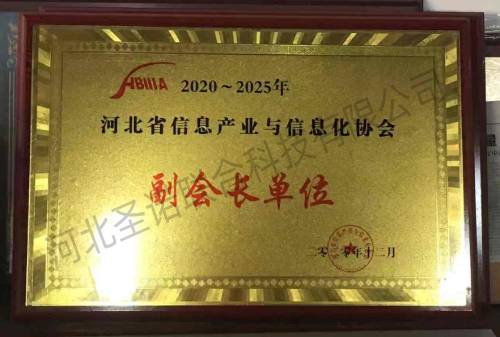 HBIIIA 2020～2025年
河北省信息产业与信息化协会
副会长单位
二〇二〇年十二月
河北圣诺联合科技有限公司